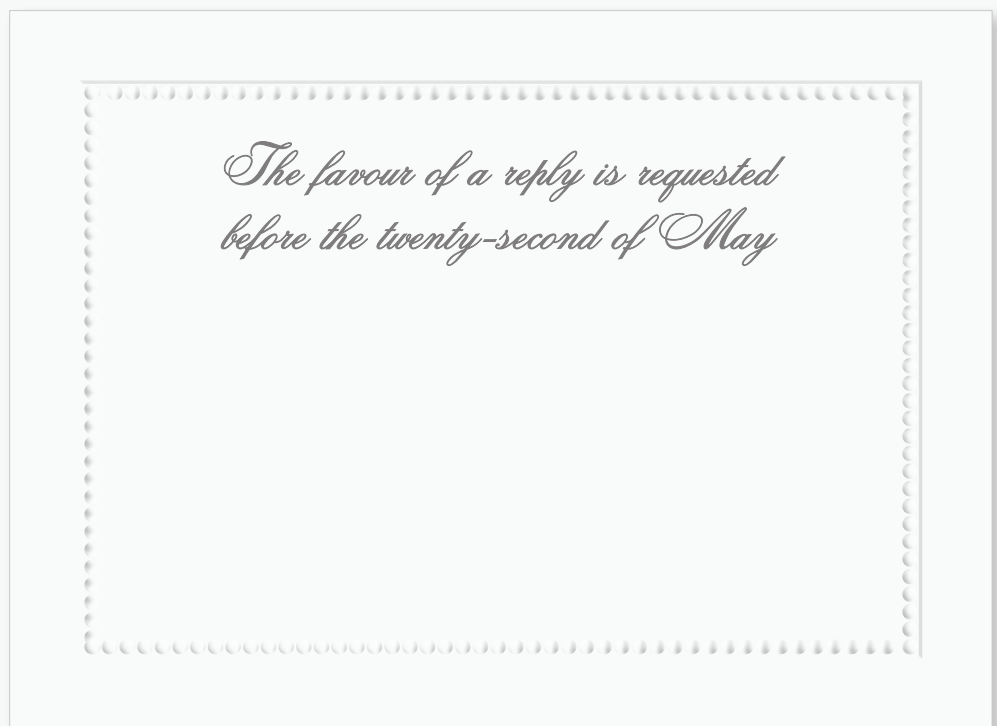 The favour of a reply is requested
before the twenty-second of May